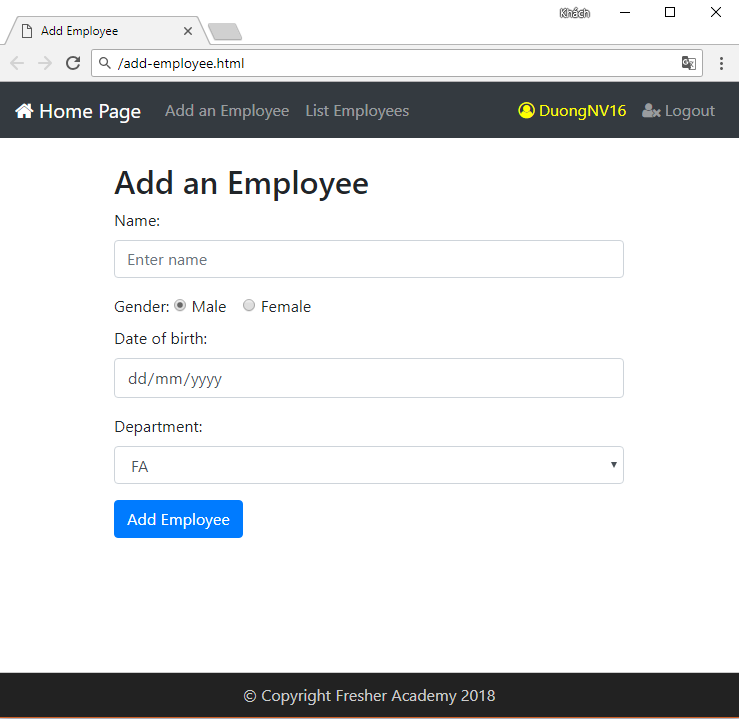 Khách
Add Employee
/add-employee.html
Home Page Add an Employee List Employees DuongNV16 Logout
Add an Employee
Name:
Enter name
Gender: Male Female
Date of birth:
dd/mm/yyyy
Department:
FA
Add Employee
© Copyright Fresher Academy 2018